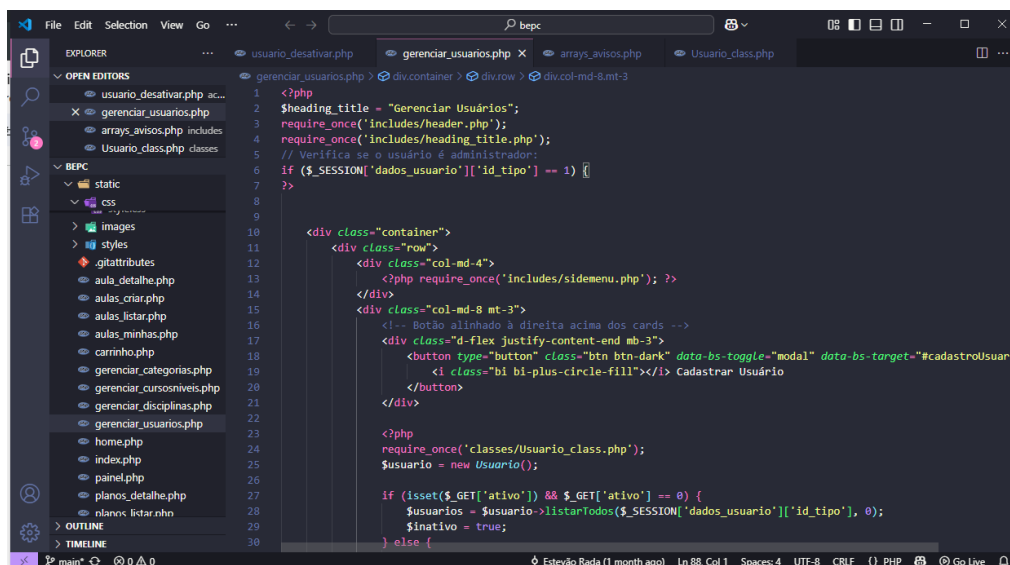 File Edit Selection View Go ··· bepc
EXPLORER ···
OPEN EDITORS
usuario_desativar.php ac...
gerenciar_usuarios.php
arrays_avisos.php includes
Usuario_class.php classes
BEPC
static
css
images
styles
.gitattributes
aula_detalhe.php
aulas_criar.php
aulas_listar.php
aulas_minhas.php
carrinho.php
gerenciar_categorias.php
gerenciar_cursosniveis.php
gerenciar_disciplinas.php
gerenciar_usuarios.php
home.php
index.php
painel.php
planos_detalhe.php
planos_listar.php
OUTLINE
TIMELINE
2
usuario_desativar.php gerenciar_usuarios.php arrays_avisos.php Usuario_class.php
gerenciar_usuarios.php > div.container > div.row > div.col-md-8.mt-3
1 <?php
2 $heading_title = "Gerenciar Usuários";
3 require_once('includes/header.php');
4 require_once('includes/heading_title.php');
5 // Verifica se o usuário é administrador:
6 if ($_SESSION['dados_usuario']['id_tipo'] == 1) {
7 ?>
8
9
10 <div class="container">
11 <div class="row">
12 <div class="col-md-4">
13 <?php require_once('includes/sidemenu.php'); ?>
14 </div>
15 <div class="col-md-8 mt-3">
16 <!-- Botão alinhado à direita acima dos cards -->
17 <div class="d-flex justify-content-end mb-3">
18 <button type="button" class="btn btn-dark" data-bs-toggle="modal" data-bs-target="#cadastroUsuar
19 <i class="bi bi-plus-circle-fill"></i> Cadastrar Usuário
20 </button>
21 </div>
22
23 <?php
24 require_once('classes/Usuario_class.php');
25 $usuario = new Usuario();
26
27 if (isset($_GET['ativo']) && $_GET['ativo'] == 0) {
28 $usuarios = $usuario->listarTodos($_SESSION['dados_usuario']['id_tipo'], 0);
29 $inativo = true;
30 } else {
main* 0 0 Estevão Rada (1 month ago) Ln 88, Col 1 Spaces: 4 UTF-8 CRLF {} PHP Go Live